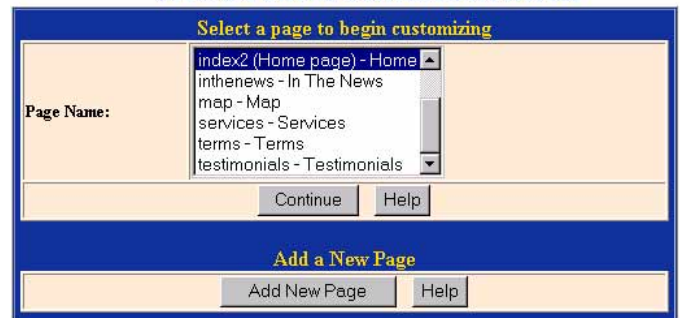 Select a page to begin customizing
Page Name:
index2 (Home page) - Home
inthenews - In The News
map - Map
services - Services
terms - Terms
testimonials - Testimonials
Continue Help
Add a New Page
Add New Page Help